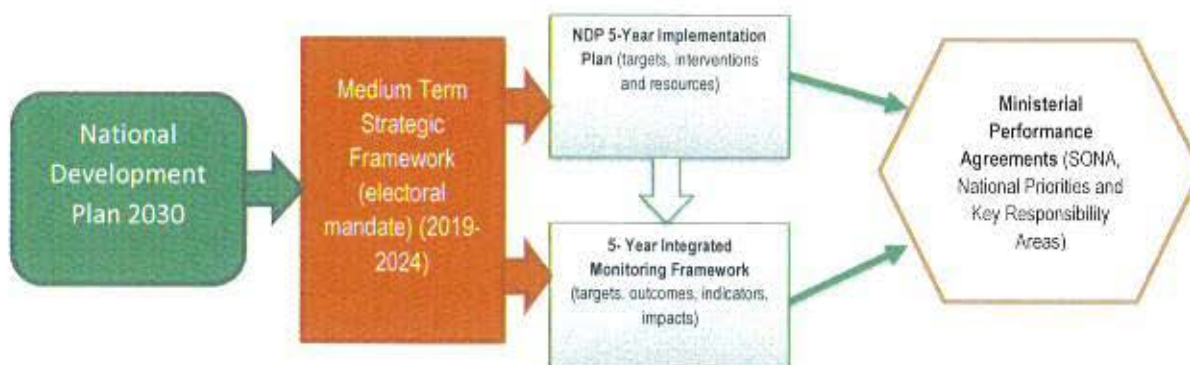 National
Development
Plan 2030
Medium Term
Strategic
Framework
(electoral
mandate) (2019-
2024)
NDP 5-Year Implementation
Plan (targets, interventions
and resources)
5- Year Integrated
Monitoring Framework
(targets, outcomes, indicators,
impacts)
Ministerial
Performance
Agreements (SONA,
National Priorities and
Key Responsibility
Areas)